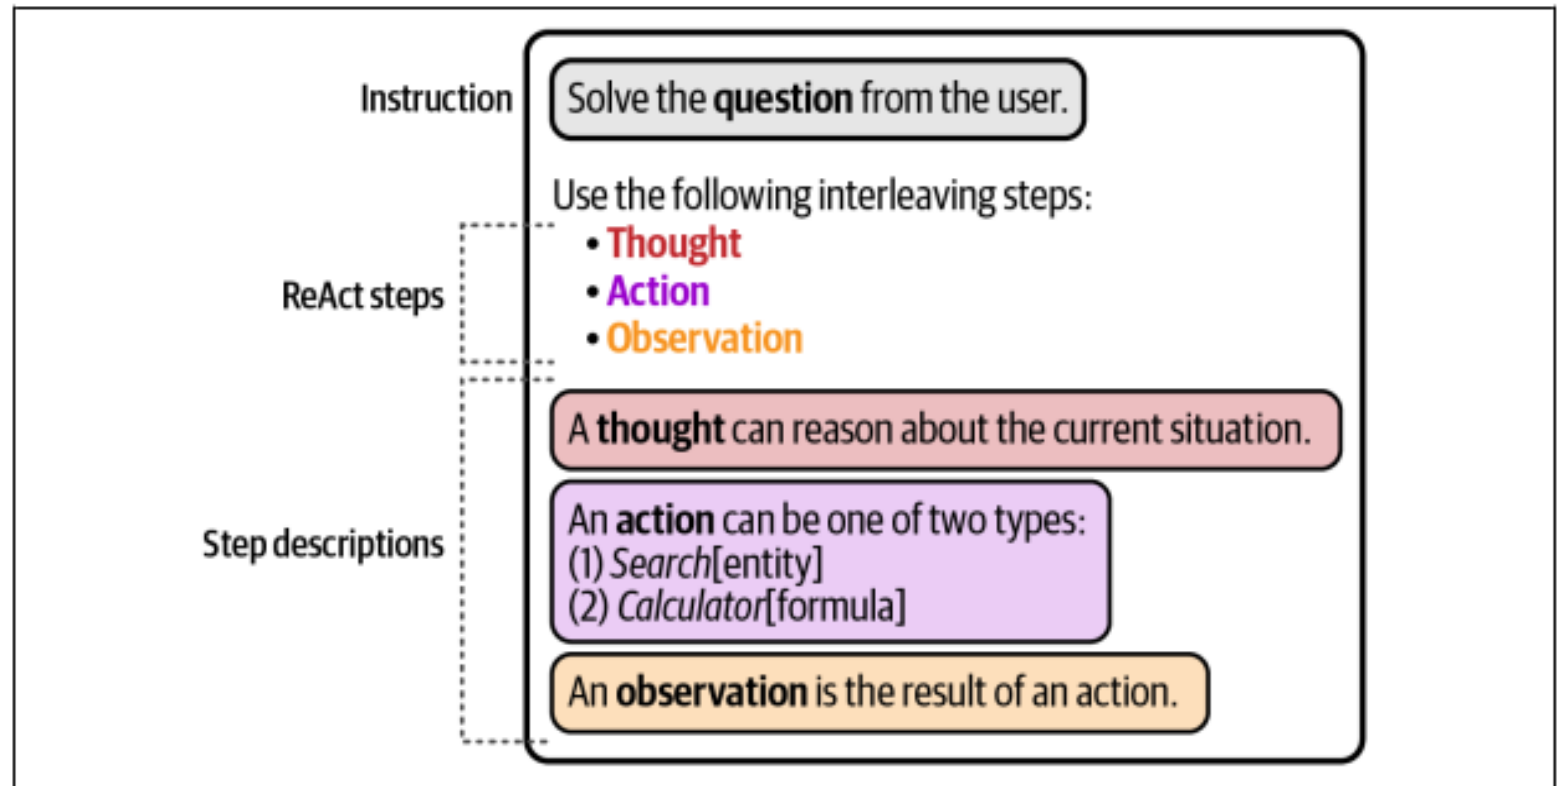 Instruction
Solve the question from the user.
Use the following interleaving steps:
ReAct steps
• Thought
• Action
• Observation
Step descriptions
A thought can reason about the current situation.
An action can be one of two types:
(1) Search[entity]
(2) Calculator[formula]
An observation is the result of an action.